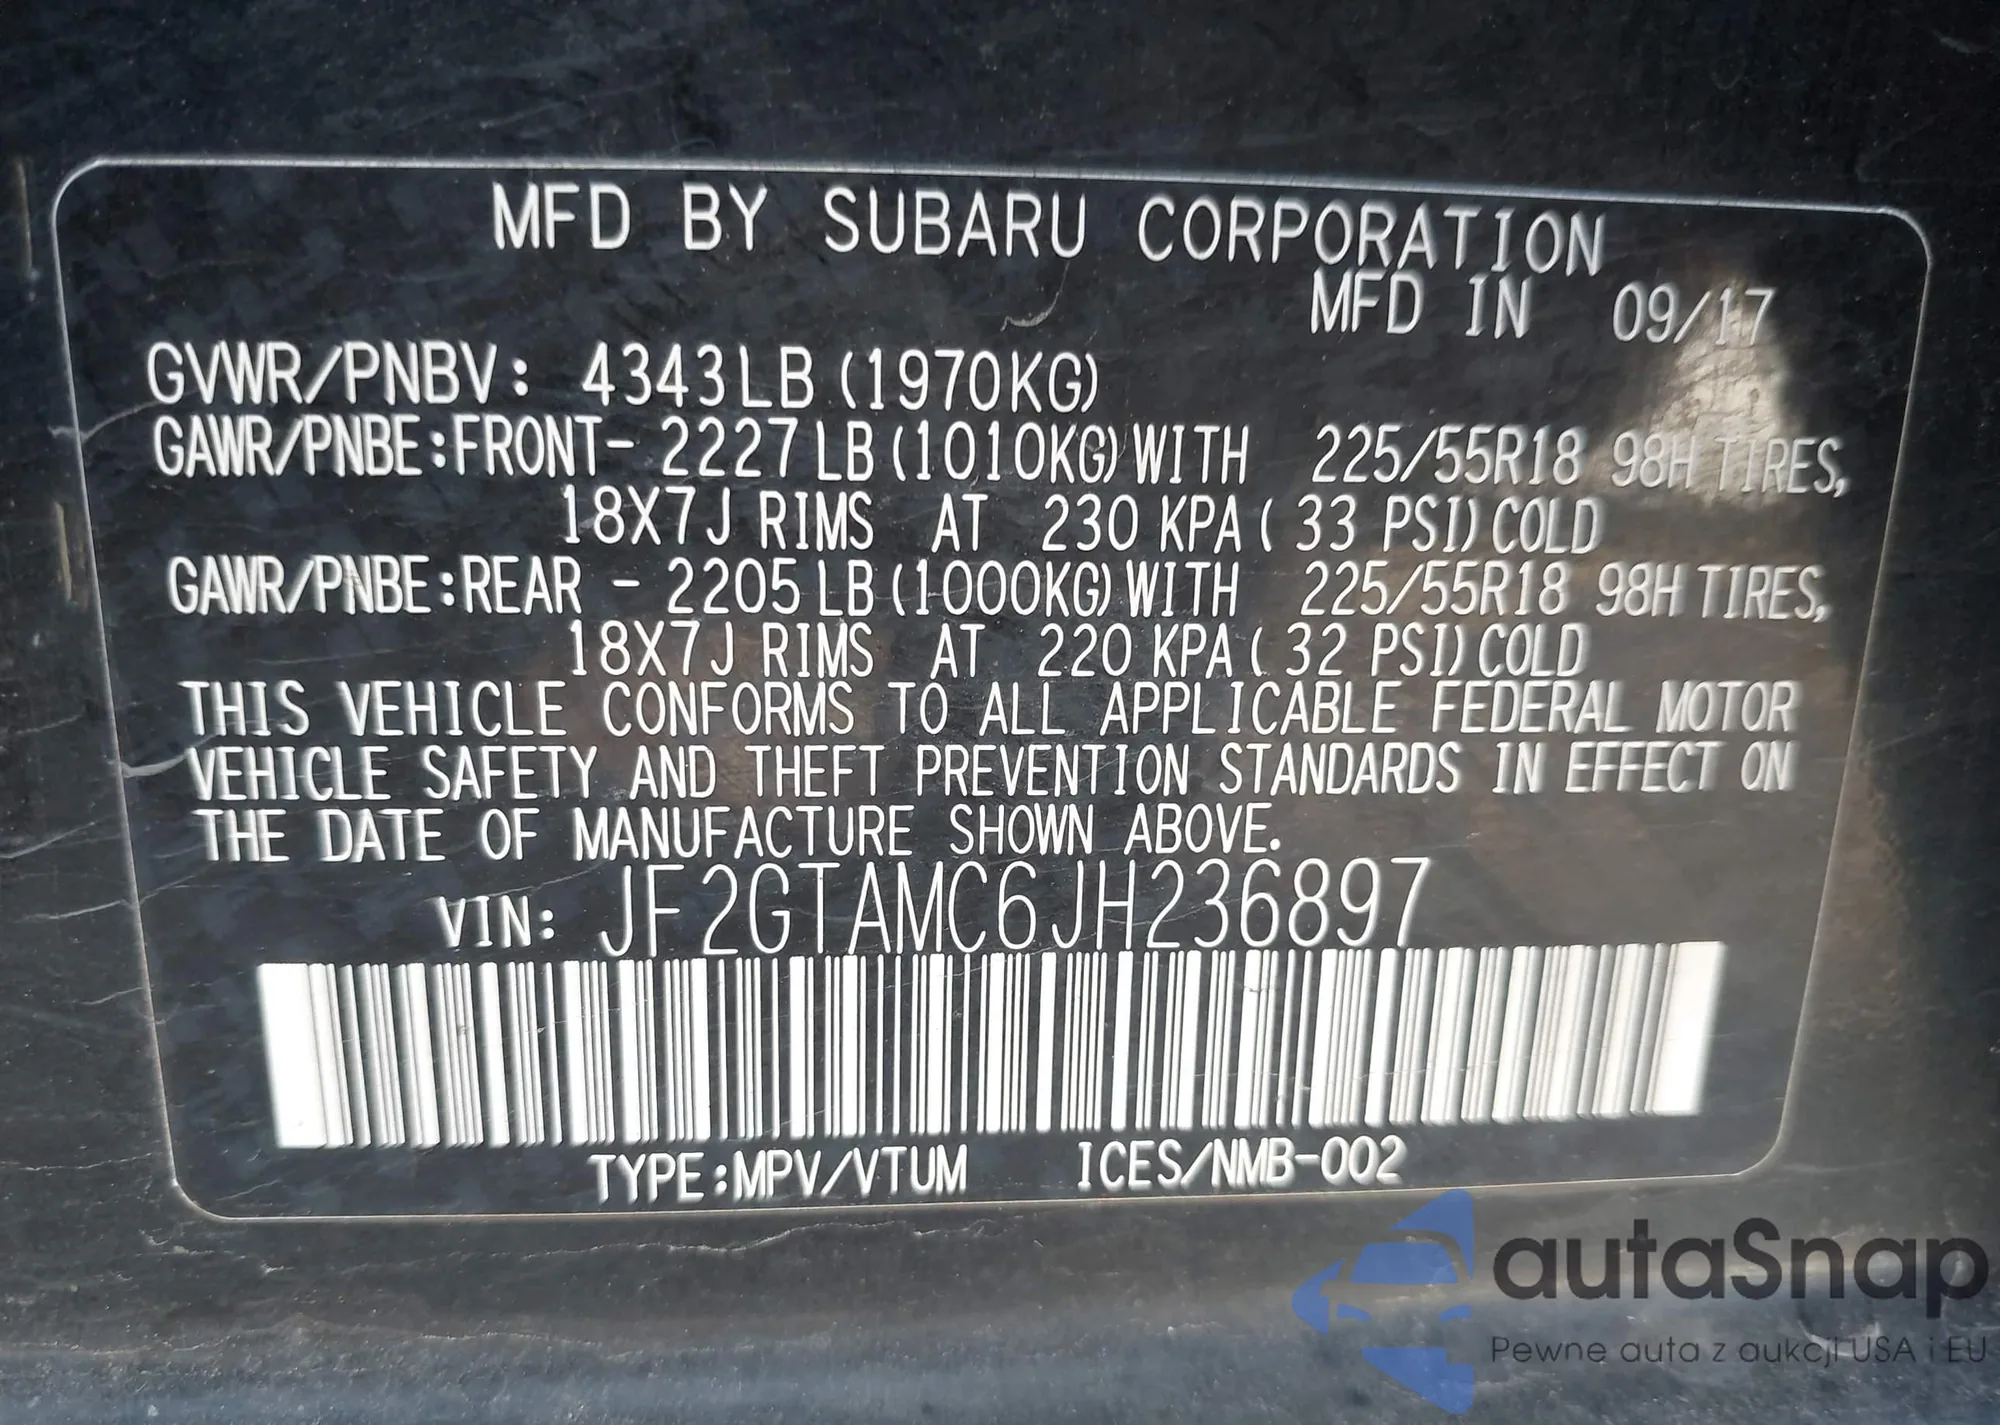 MFD BY SUBARU CORPORATION
MFD IN 09/17
GVWR/PNBV: 4343LB (1970KG)
GAWR/PNBE:FRONT- 2227LB (1010KG) WITH 225/55R18 98H TIRES,
18X7J RIMS AT 230 KPA ( 33 PSI) COLD
GAWR/PNBE:REAR - 2205LB (1000KG) WITH 225/55R18 98H TIRES,
18X7J RIMS AT 220 KPA ( 32 PSI) COLD
THIS VEHICLE CONFORMS TO ALL APPLICABLE FEDERAL MOTOR
VEHICLE SAFETY AND THEFT PREVENTION STANDARDS IN EFFECT ON
THE DATE OF MANUFACTURE SHOWN ABOVE.
VIN: JF2GTAMC6JH236897
TYPE:MPV/VTUM ICES/NMB-002
autaSnap
Pewne auta z aukcji USA i EU